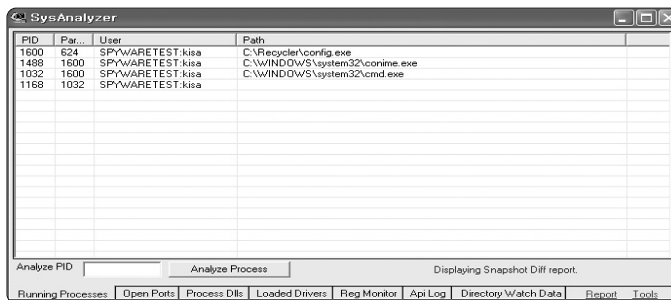 SysAnalyzer
PID Par... User Path
1600 624 SPYWARETEST:kisa C:\Recycler\config.exe
1488 1600 SPYWARETEST:kisa C:\WINDOWS\system32\conime.exe
1032 1600 SPYWARETEST:kisa C:\WINDOWS\system32\cmd.exe
1168 1032 SPYWARETEST:kisa
Analyze PID Analyze Process Displaying Snapshot Diff report.
Running Processes Open Ports Process Dlls Loaded Drivers Reg Monitor Api Log Directory Watch Data Report Tools